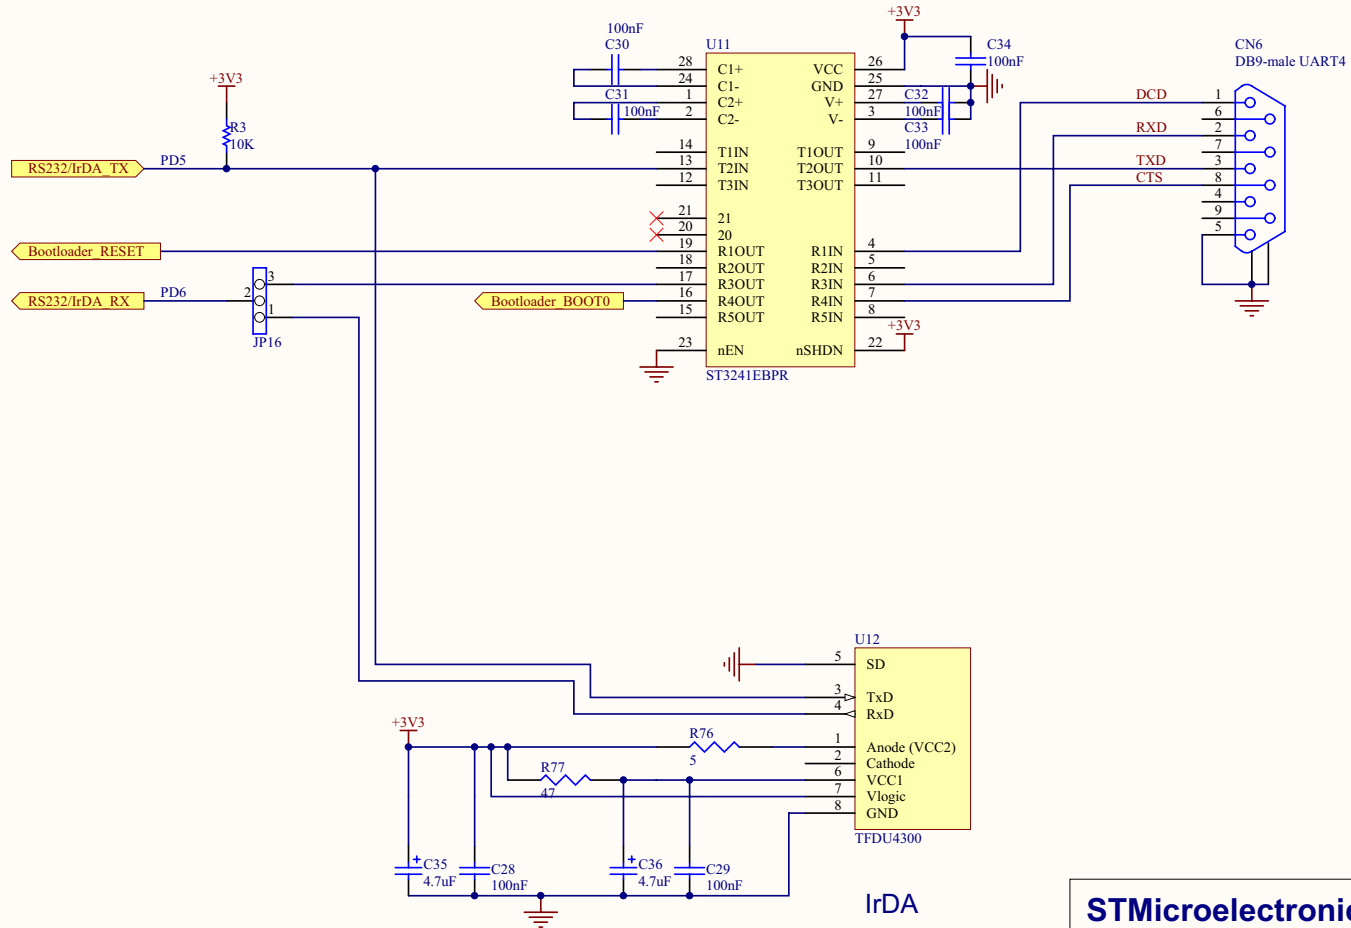 +3V3
100nF
C30
U11
C34
100nF
CN6
DB9-male UART4
+3V3
28 C1+ VCC 26
24 C1- GND 25
C31
1 C2+ V+ 27
C32
100nF
2 C2- V- 3
100nF
C33
100nF
DCD 1
6
RXD 2
7
TXD 3
CTS 8
4
9
5
R3
10K
14 T1IN T1OUT 9
RS232/IrDA_TX PD5 13 T2IN T2OUT 10
12 T3IN T3OUT 11
21 21
20 20
Bootloader_RESET 19 R1OUT R1IN 4
18 R2OUT R2IN 5
3 17 R3OUT R3IN 6
RS232/IrDA_RX PD6 2 Bootloader_BOOT0 16 R4OUT R4IN 7
1 15 R5OUT R5IN 8
JP16
+3V3
23 nEN nSHDN 22
ST3241EBPR
U12
5 SD
3 TxD
4 RxD
+3V3
R76
5
1 Anode (VCC2)
2 Cathode
R77
47
6 VCC1
7 Vlogic
8 GND
TFDU4300
+ C35
4.7uF
C28
100nF
+ C36
4.7uF
C29
100nF
IrDA
STMicroelectronic